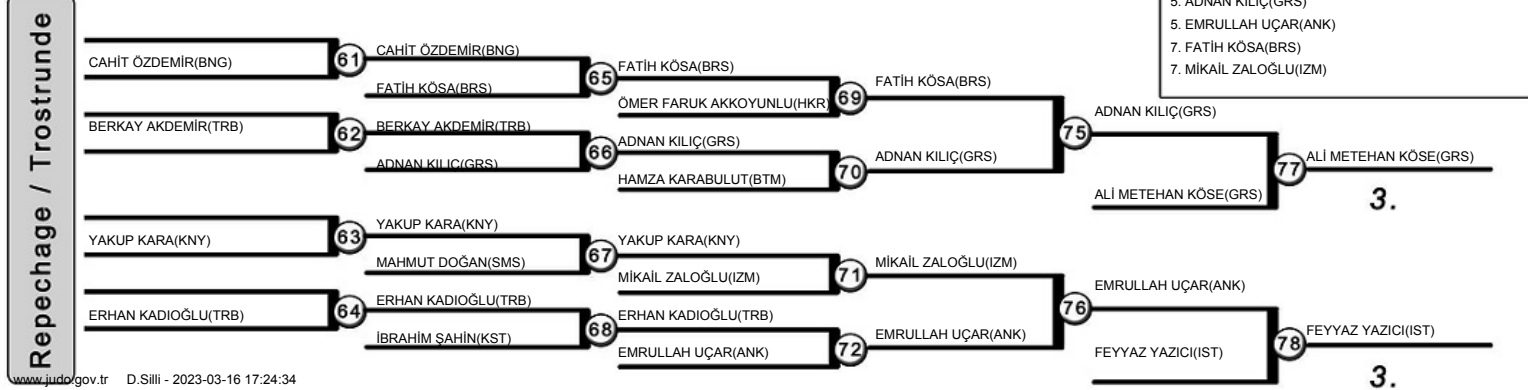 5. ADNAN KILIÇ(GRS)
5. EMRULLAH UÇAR(ANK)
7. FATİH KÖSA(BRS)
7. MİKAİL ZALOĞLU(IZM)
Repechage / Trostrunde
CAHİT ÖZDEMİR(BNG)
61
BERKAY AKDEMİR(TRB)
62
YAKUP KARA(KNY)
63
ERHAN KADIOĞLU(TRB)
64
CAHİT ÖZDEMİR(BNG)
FATİH KÖSA(BRS)
65
BERKAY AKDEMİR(TRB)
ADNAN KILIÇ(GRS)
66
YAKUP KARA(KNY)
MAHMUT DOĞAN(SMS)
67
ERHAN KADIOĞLU(TRB)
İBRAHİM ŞAHİN(KST)
68
FATİH KÖSA(BRS)
ÖMER FARUK AKKOYUNLU(HKR)
69
ADNAN KILIÇ(GRS)
HAMZA KARABULUT(BTM)
70
YAKUP KARA(KNY)
MİKAİL ZALOĞLU(IZM)
71
ERHAN KADIOĞLU(TRB)
EMRULLAH UÇAR(ANK)
72
FATİH KÖSA(BRS)
ADNAN KILIÇ(GRS)
75
MİKAİL ZALOĞLU(IZM)
EMRULLAH UÇAR(ANK)
76
ADNAN KILIÇ(GRS)
ALİ METEHAN KÖSE(GRS)
77
EMRULLAH UÇAR(ANK)
FEYYAZ YAZICI(IST)
78
ALİ METEHAN KÖSE(GRS)
3.
FEYYAZ YAZICI(IST)
3.
www.judo.gov.tr D.Silli - 2023-03-16 17:24:34